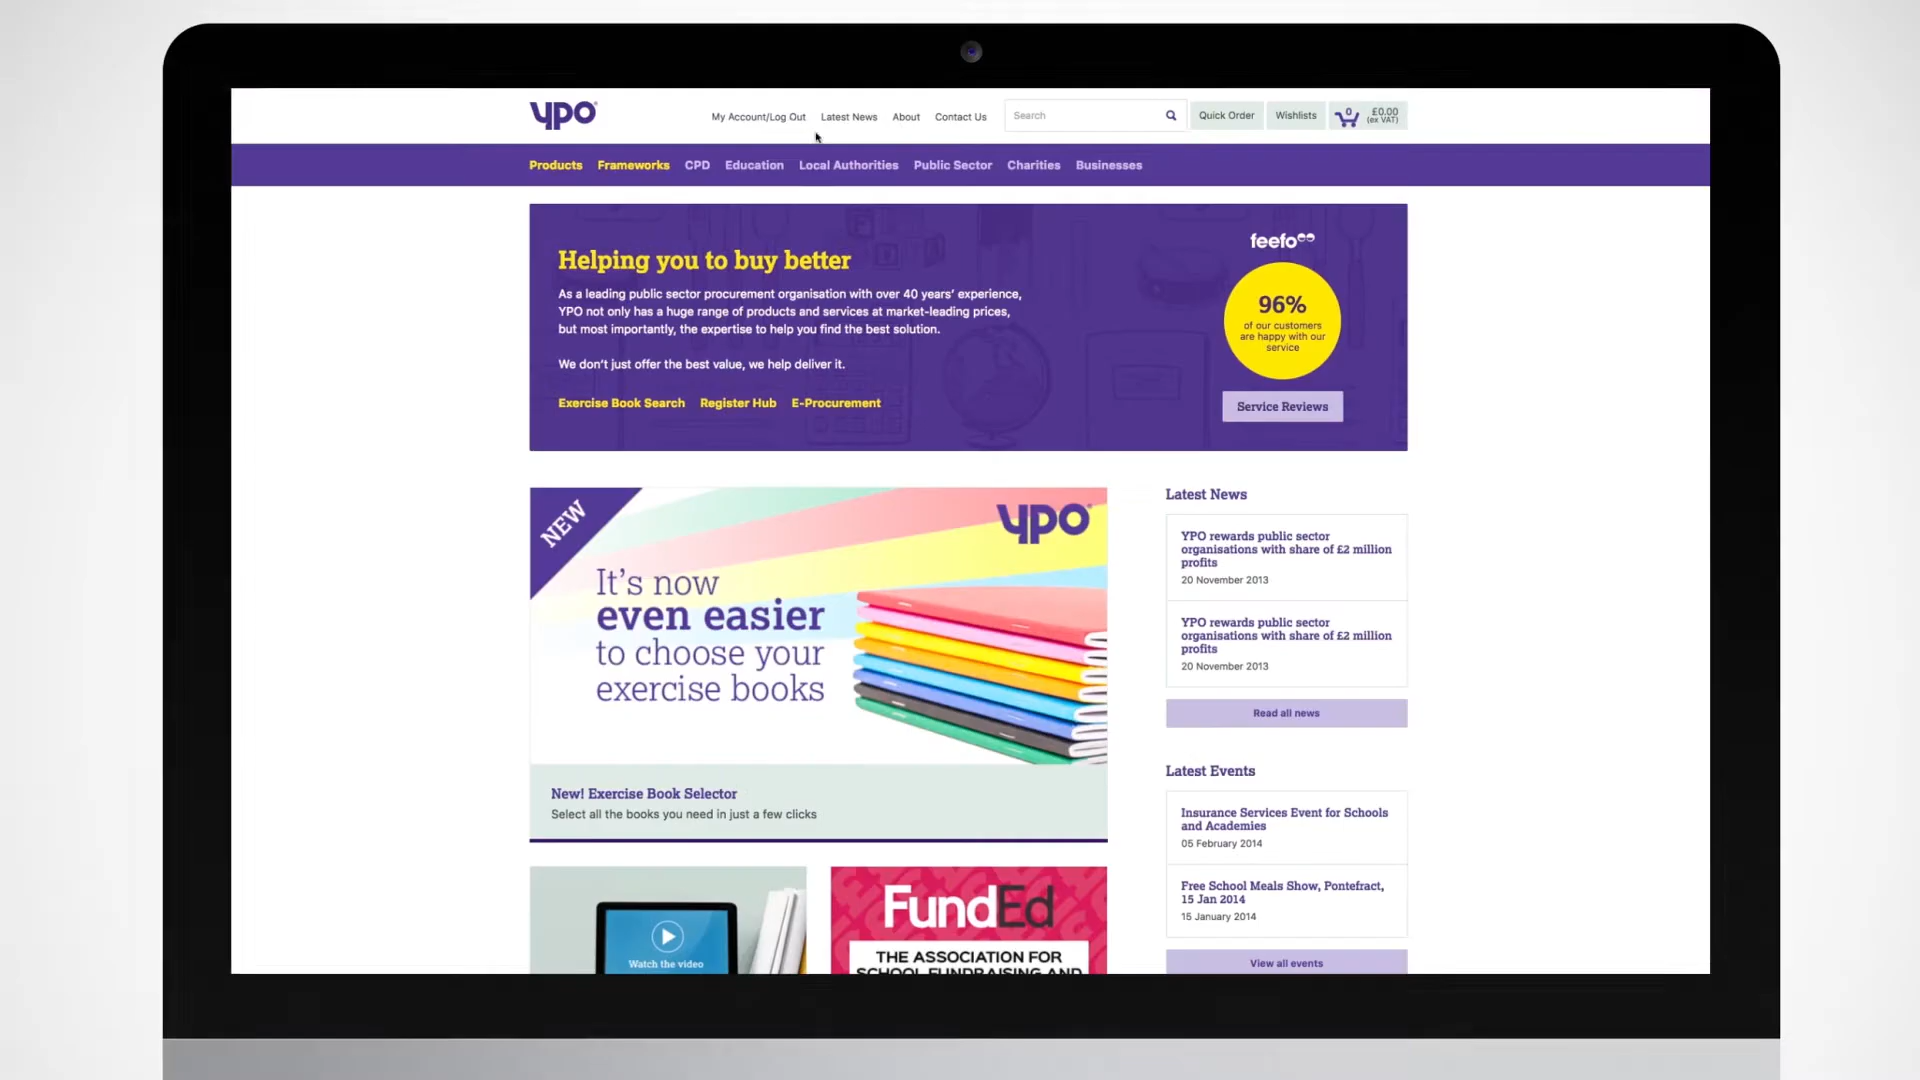 ypo
My Account/Log Out Latest News About Contact Us Search Quick Order Wishlists 0 £0.00
(ex VAT)
Products Frameworks CPD Education Local Authorities Public Sector Charities Businesses
Helping you to buy better
As a leading public sector procurement organisation with over 40 years’ experience,
YPO not only has a huge range of products and services at market-leading prices,
but most importantly, the expertise to help you find the best solution.
We don’t just offer the best value, we help deliver it.
Exercise Book Search Register Hub E-Procurement
feefo
96%
of our customers
are happy with our
service
Service Reviews
NEW
ypo
It’s now
even easier
to choose your
exercise books
New! Exercise Book Selector
Select all the books you need in just a few clicks
Watch the video
FundEd
THE ASSOCIATION FOR
SCHOOL FUNDRAISING AND
Latest News
YPO rewards public sector
organisations with share of £2 million
profits
20 November 2013
YPO rewards public sector
organisations with share of £2 million
profits
20 November 2013
Read all news
Latest Events
Insurance Services Event for Schools
and Academies
05 February 2014
Free School Meals Show, Pontefract,
15 Jan 2014
15 January 2014
View all events